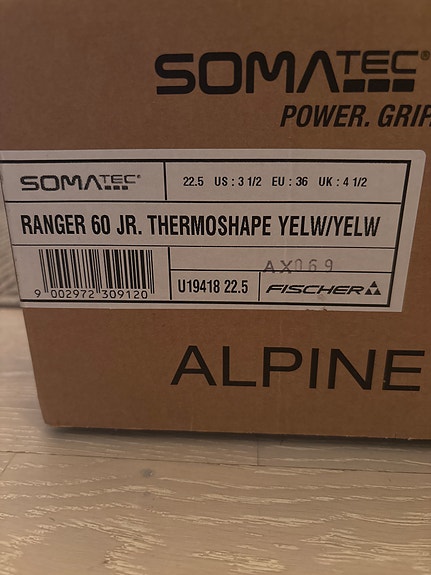 SOMATEC®
POWER. GRIP
SOMATEC® 22.5 US : 3 1/2 EU : 36 UK : 4 1/2
RANGER 60 JR. THERMOSHAPE YELW/YELW
AX069
9 002972 309120 U19418 22.5 FISCHER
ALPINE